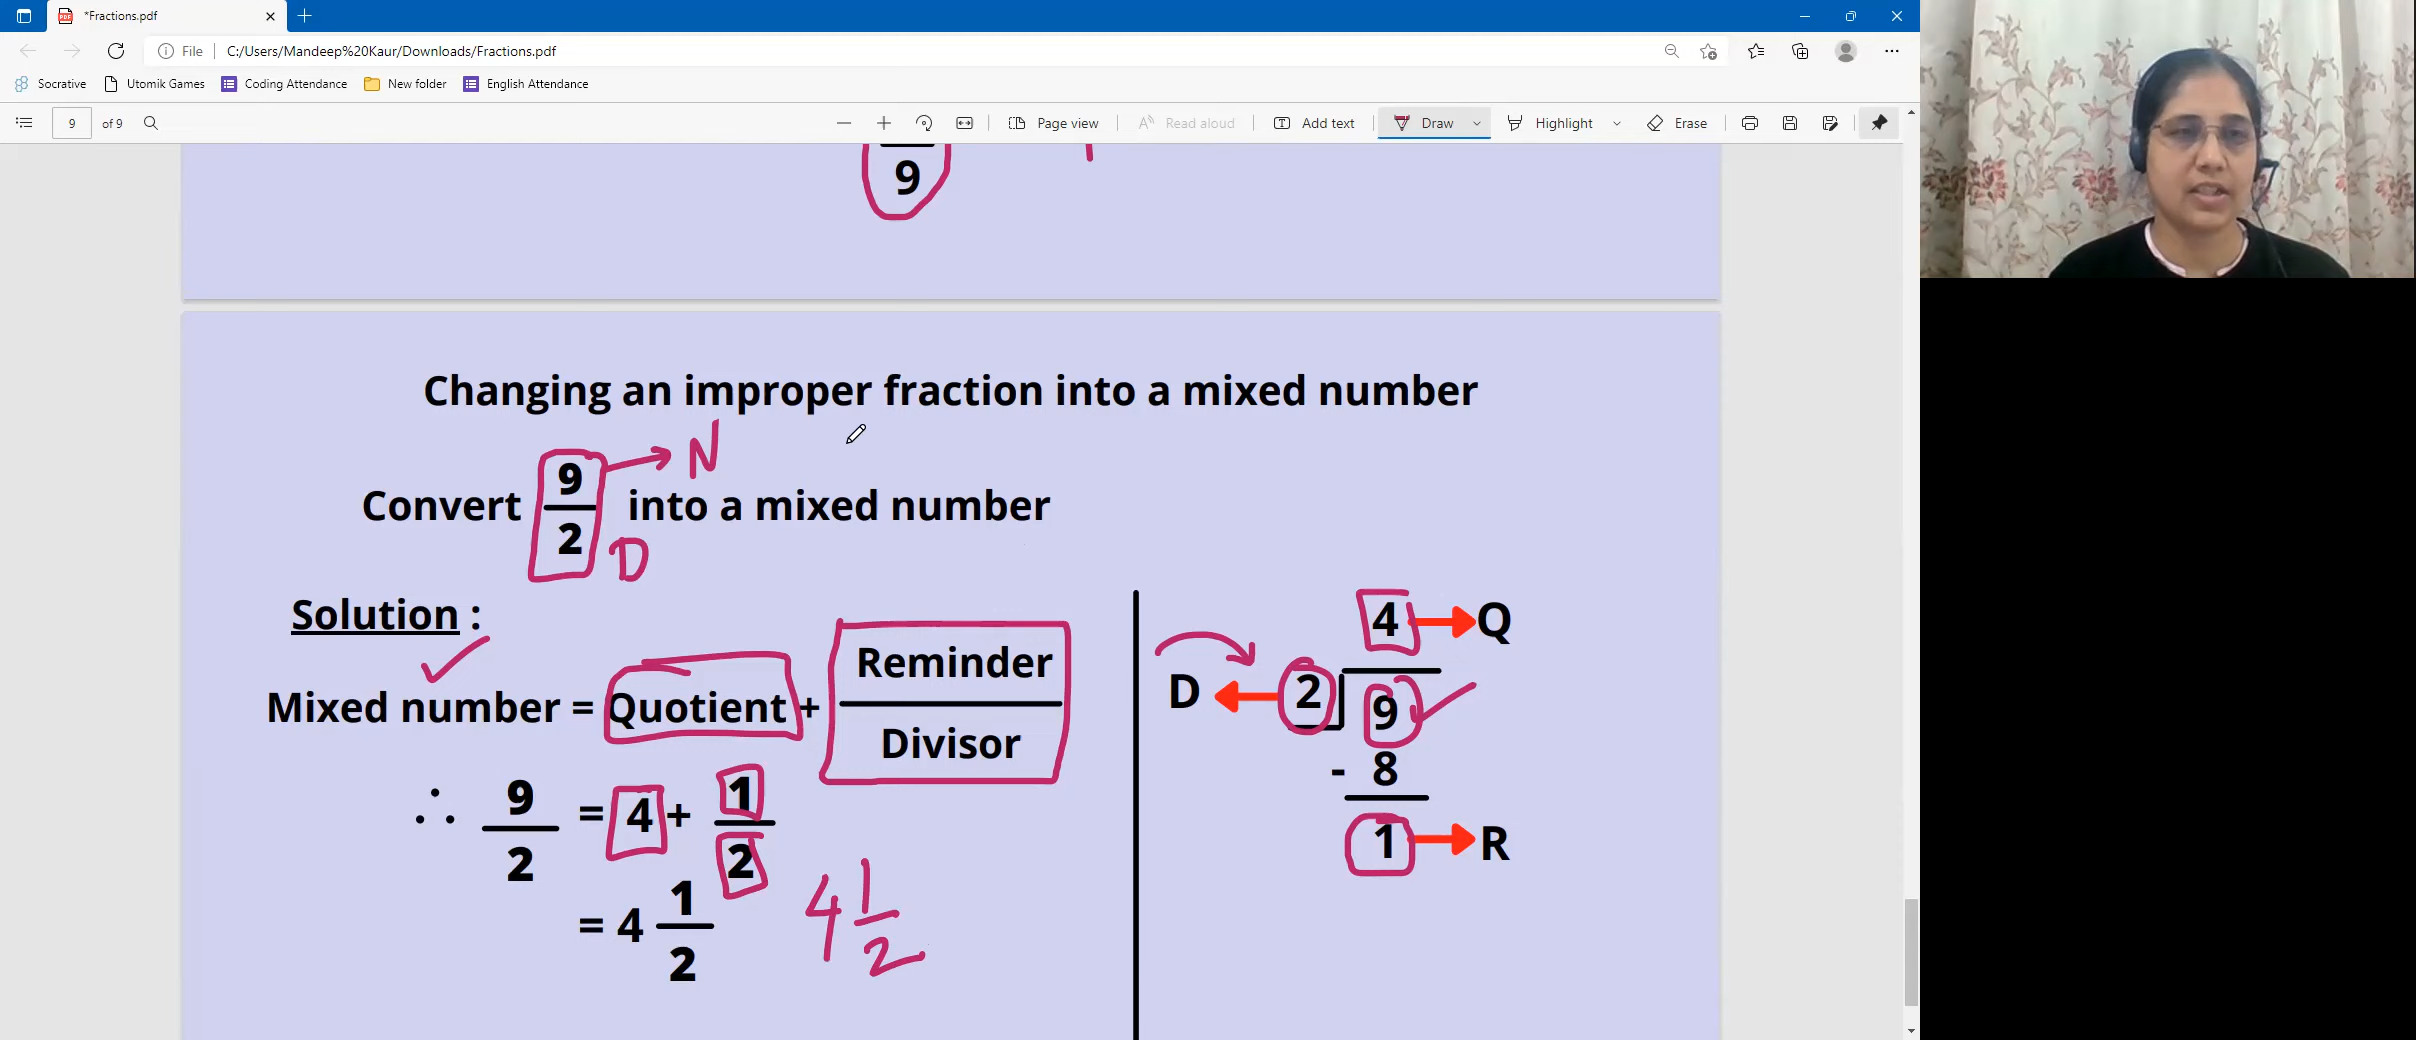 *Fractions.pdf
File C:/Users/Mandeep%20Kaur/Downloads/Fractions.pdf
Socrative Utomik Games Coding Attendance New folder English Attendance
9 of 9 Page view Read aloud Add text Draw Highlight Erase
9
Changing an improper fraction into a mixed number
N
Convert 9/2 into a mixed number
D
Solution :
Mixed number = Quotient + Reminder/Divisor
∴ 9/2 = 4 + 1/2
= 4 1/2
4 1/2
4 Q
D 2 9
- 8
1 R